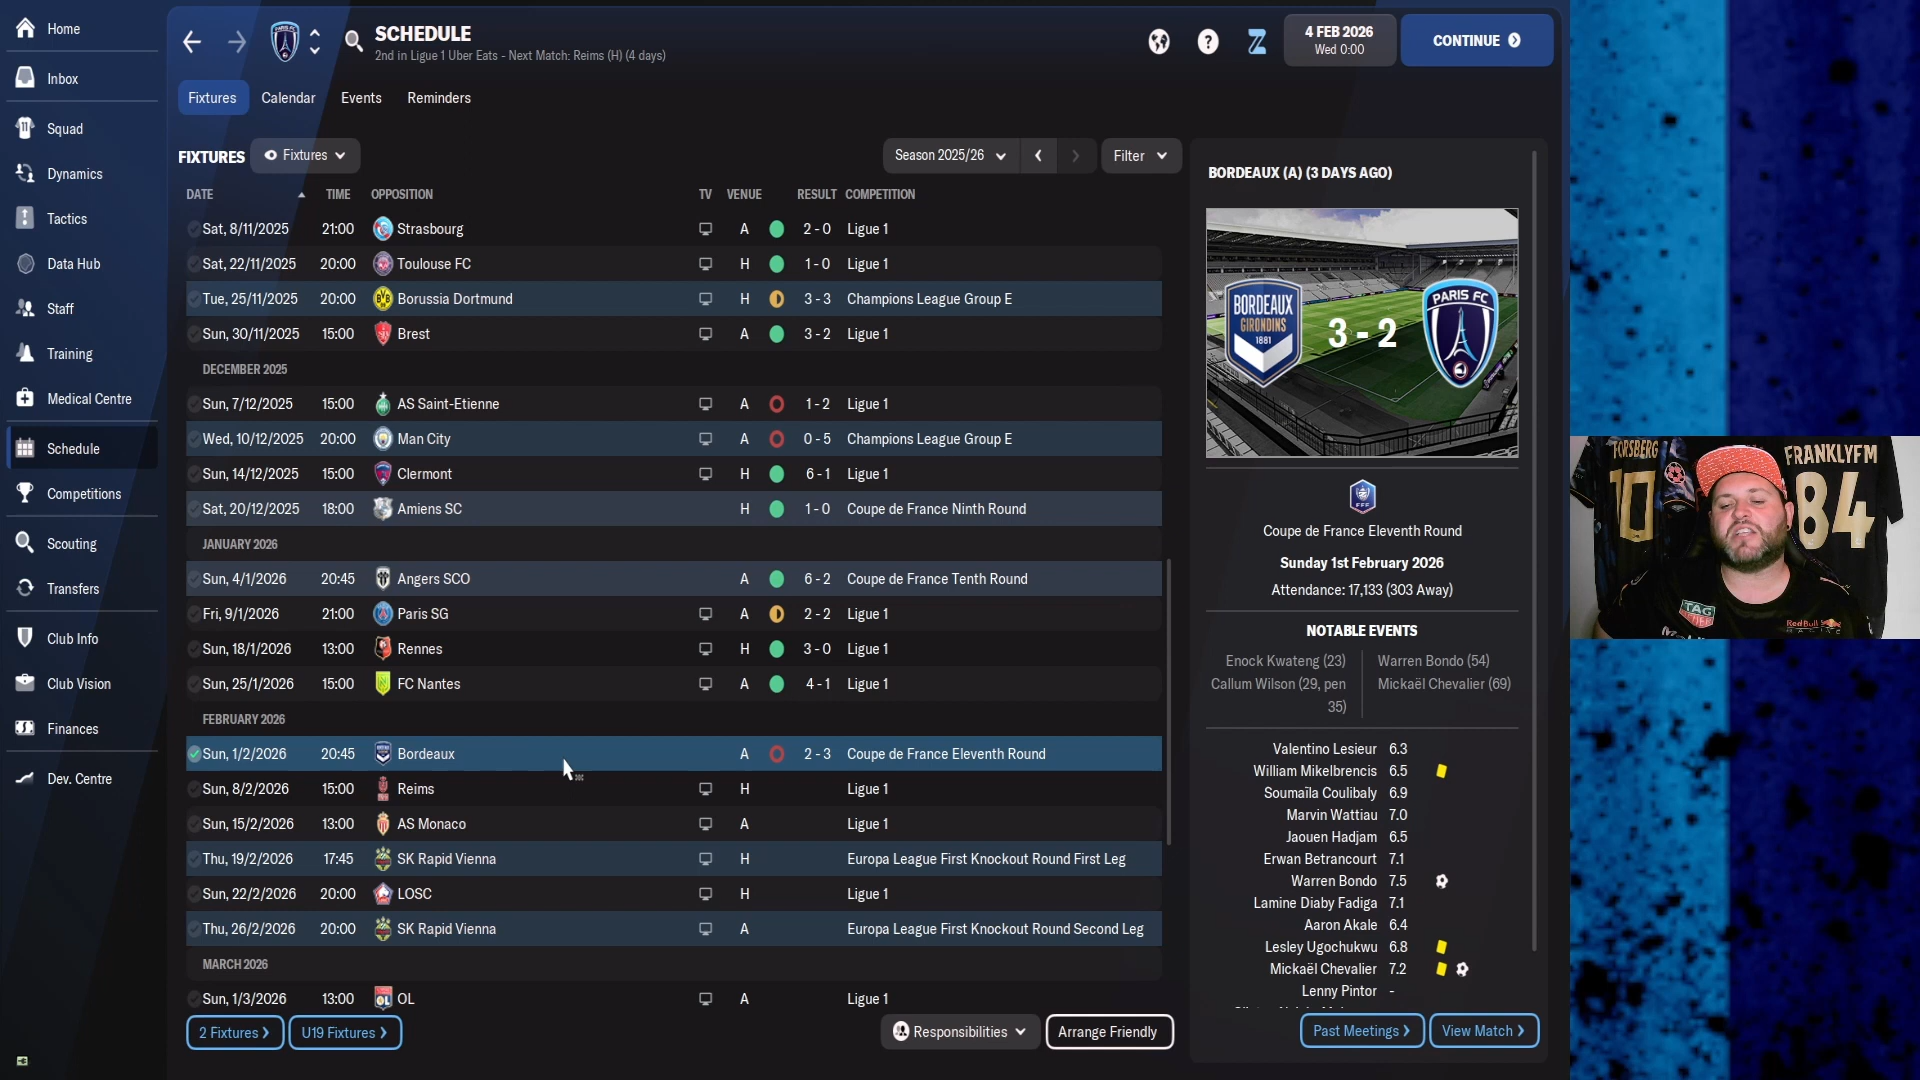 Home
Inbox
Squad
Dynamics
Tactics
Data Hub
Staff
Training
Medical Centre
Schedule
Competitions
Scouting
Transfers
Club Info
Club Vision
Finances
Dev. Centre
SCHEDULE
2nd in Ligue 1 Uber Eats - Next Match: Reims (H) (4 days)
4 FEB 2026
Wed 0:00
CONTINUE
Fixtures Calendar Events Reminders
FIXTURES Fixtures Season 2025/26 Filter
DATE TIME OPPOSITION TV VENUE RESULT COMPETITION
Sat, 8/11/2025 21:00 Strasbourg A 2 - 0 Ligue 1
Sat, 22/11/2025 20:00 Toulouse FC H 1 - 0 Ligue 1
Tue, 25/11/2025 20:00 Borussia Dortmund H 3 - 3 Champions League Group E
Sun, 30/11/2025 15:00 Brest A 3 - 2 Ligue 1
DECEMBER 2025
Sun, 7/12/2025 15:00 AS Saint-Etienne A 1 - 2 Ligue 1
Wed, 10/12/2025 20:00 Man City A 0 - 5 Champions League Group E
Sun, 14/12/2025 15:00 Clermont H 6 - 1 Ligue 1
Sat, 20/12/2025 18:00 Amiens SC H 1 - 0 Coupe de France Ninth Round
JANUARY 2026
Sun, 4/1/2026 20:45 Angers SCO A 6 - 2 Coupe de France Tenth Round
Fri, 9/1/2026 21:00 Paris SG A 2 - 2 Ligue 1
Sun, 18/1/2026 13:00 Rennes H 3 - 0 Ligue 1
Sun, 25/1/2026 15:00 FC Nantes A 4 - 1 Ligue 1
FEBRUARY 2026
Sun, 1/2/2026 20:45 Bordeaux A 2 - 3 Coupe de France Eleventh Round
Sun, 8/2/2026 15:00 Reims H Ligue 1
Sun, 15/2/2026 13:00 AS Monaco A Ligue 1
Thu, 19/2/2026 17:45 SK Rapid Vienna H Europa League First Knockout Round First Leg
Sun, 22/2/2026 20:00 LOSC H Ligue 1
Thu, 26/2/2026 20:00 SK Rapid Vienna A Europa League First Knockout Round Second Leg
MARCH 2026
Sun, 1/3/2026 13:00 OL A Ligue 1
2 Fixtures U19 Fixtures Responsibilities Arrange Friendly
BORDEAUX (A) (3 DAYS AGO)
BORDEAUX
GIRONDINS
1881
3 - 2
PARIS FC
FFF
Coupe de France Eleventh Round
Sunday 1st February 2026
Attendance: 17,133 (303 Away)
NOTABLE EVENTS
Enock Kwateng (23) Warren Bondo (54)
Callum Wilson (29, pen Mickaël Chevalier (69)
35)
Valentino Lesieur 6.3
William Mikelbrencis 6.5
Soumaïla Coulibaly 6.9
Marvin Wattiau 7.0
Jaouen Hadjam 6.5
Erwan Betrancourt 7.1
Warren Bondo 7.5
Lamine Diaby Fadiga 7.1
Aaron Akale 6.4
Lesley Ugochukwu 6.8
Mickaël Chevalier 7.2
Lenny Pintor -
Past Meetings View Match
FORSBERG
10
FRANKLYFM
84
TAG
Red Bull